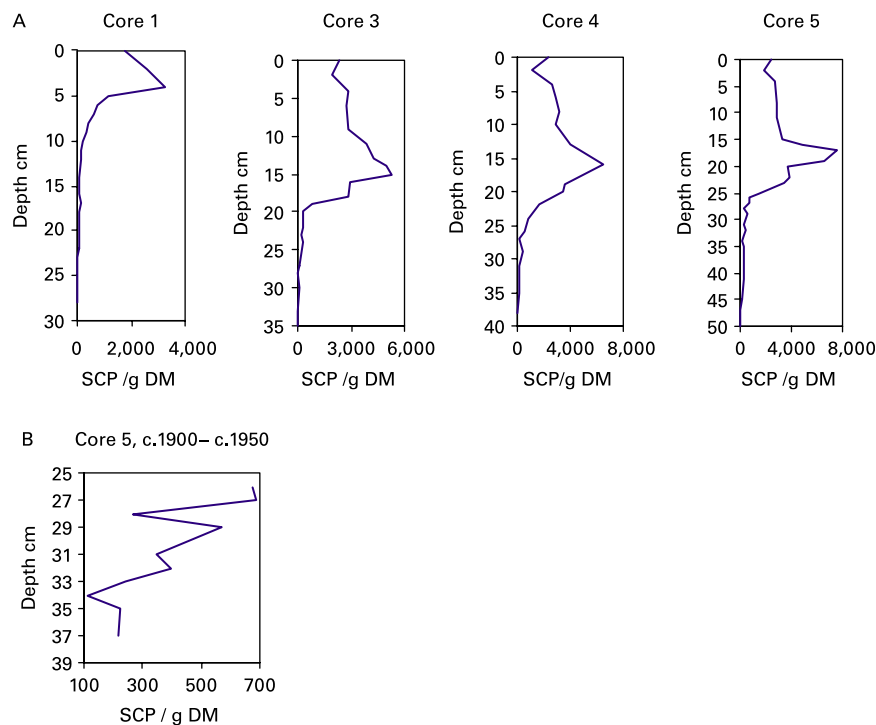 A
Core 1
Core 3
Core 4
Core 5
0
5
10
15
20
25
30
Depth cm
0 2,000 4,000
SCP /g DM
0
5
10
15
20
25
30
35
Depth cm
0 3,000 6,000
SCP /g DM
0
5
10
15
20
25
30
35
40
Depth cm
0 4,000 8,000
SCP/g DM
0
5
10
15
20
25
30
35
40
45
50
Depth cm
0 4,000 8,000
SCP /g DM
B
Core 5, c.1900– c.1950
25
27
29
31
33
35
37
39
Depth cm
100 300 500 700
SCP / g DM